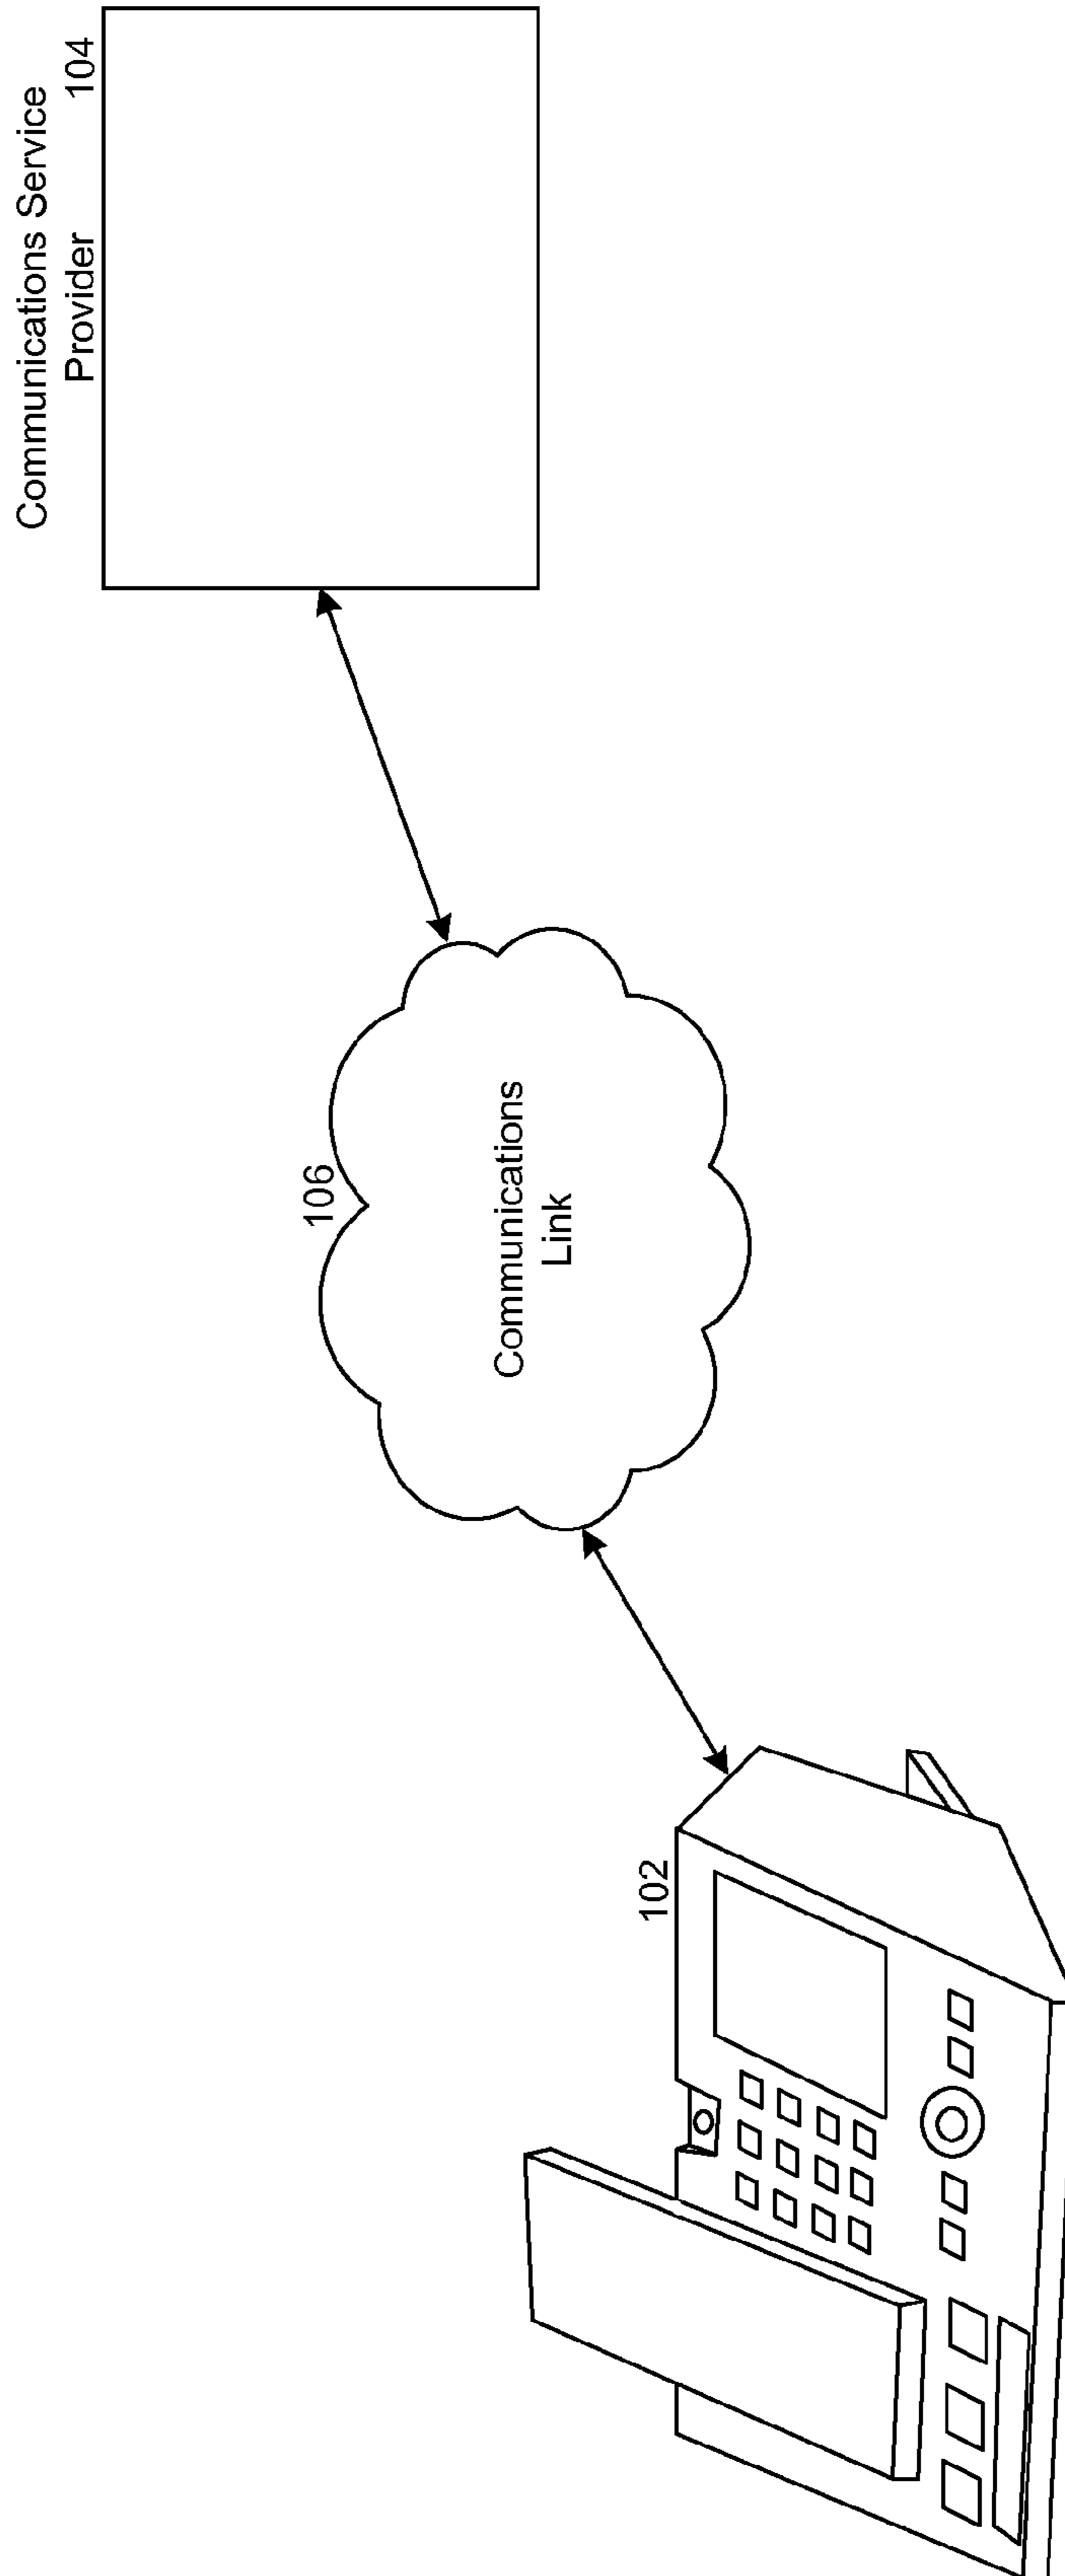 Communications Service
Provider 104
106
Communications
Link
102